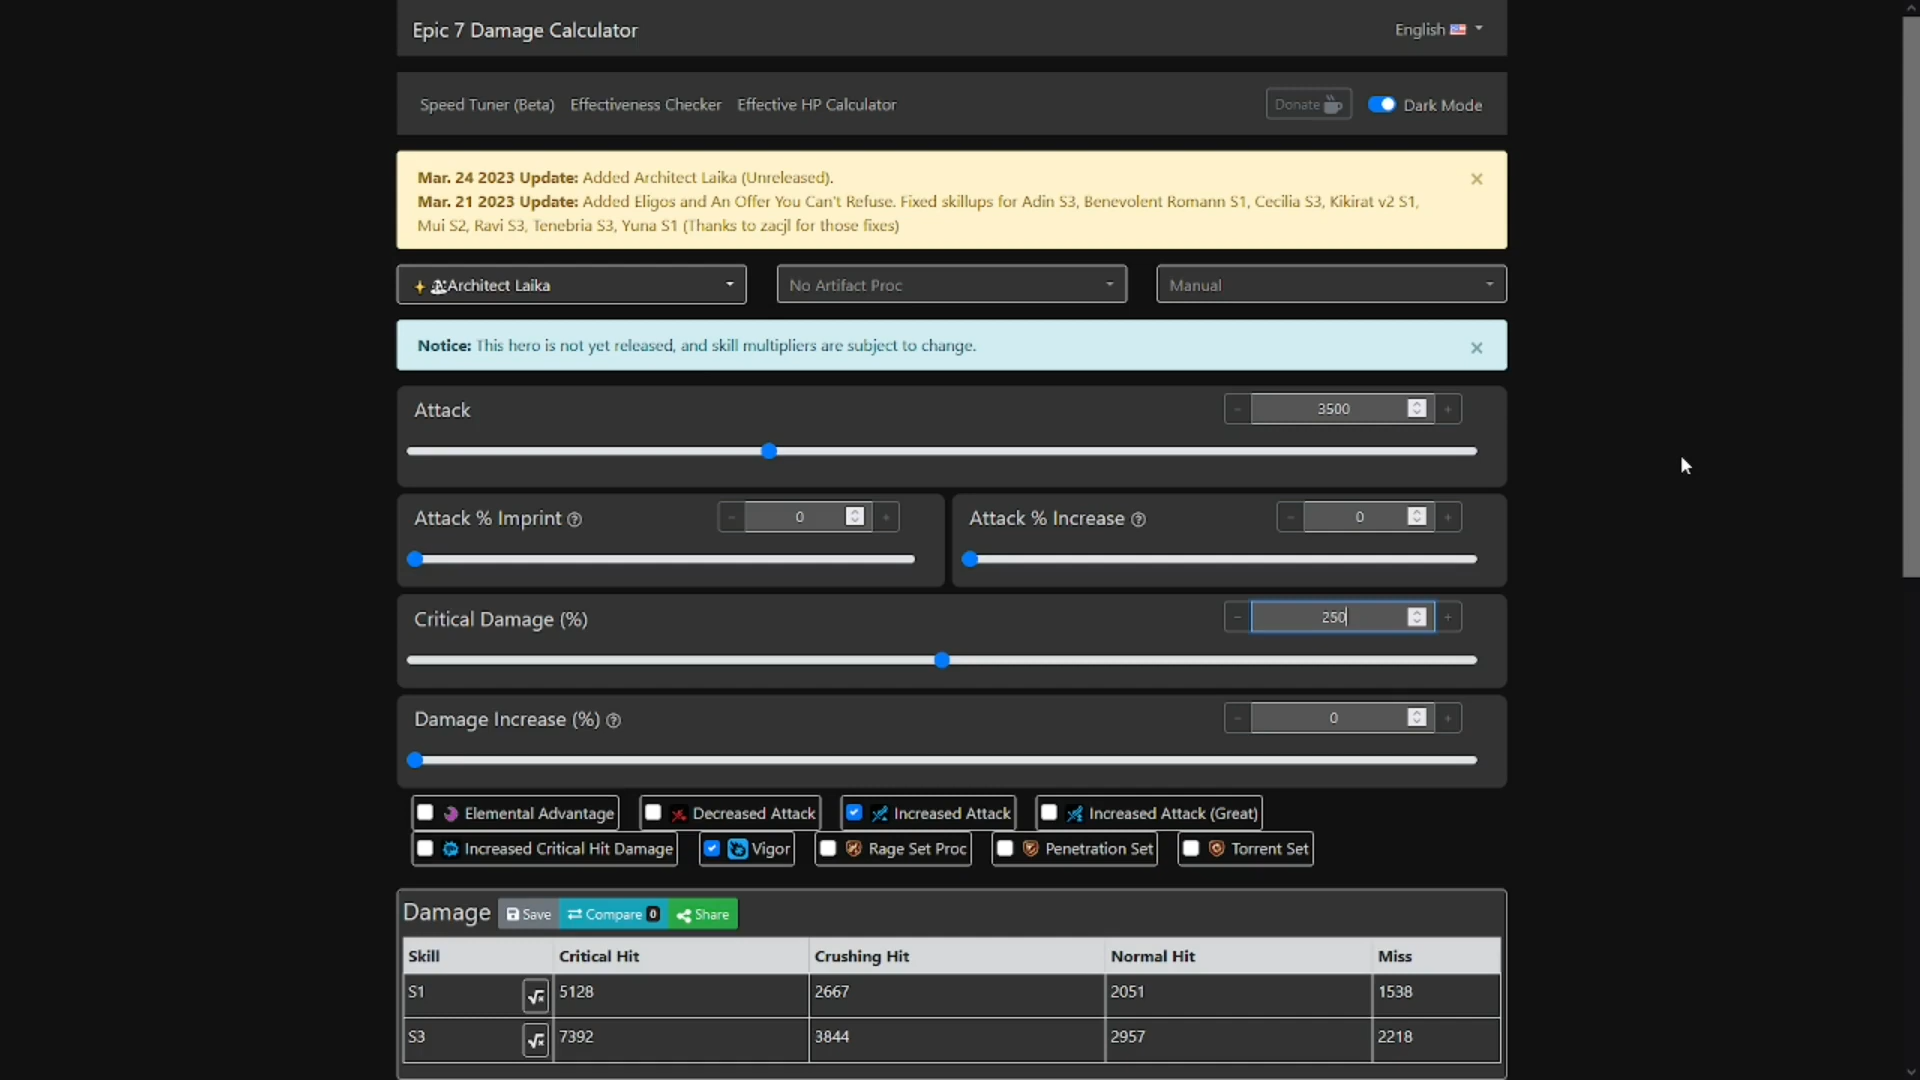 Epic 7 Damage Calculator
English
Speed Tuner (Beta) Effectiveness Checker Effective HP Calculator
Donate Dark Mode
Mar. 24 2023 Update: Added Architect Laika (Unreleased).
Mar. 21 2023 Update: Added Eligos and An Offer You Can't Refuse. Fixed skillups for Adin S3, Benevolent Romann S1, Cecilia S3, Kikirat v2 S1,
Mui S2, Ravi S3, Tenebria S3, Yuna S1 (Thanks to zacjl for those fixes)
Architect Laika No Artifact Proc Manual
Notice: This hero is not yet released, and skill multipliers are subject to change.
Attack 3500
Attack % Imprint 0 Attack % Increase 0
Critical Damage (%) 250
Damage Increase (%) 0
Elemental Advantage Decreased Attack Increased Attack Increased Attack (Great)
Increased Critical Hit Damage Vigor Rage Set Proc Penetration Set Torrent Set
Damage Save Compare 0 Share
Skill Critical Hit Crushing Hit Normal Hit Miss
S1 5128 2667 2051 1538
S3 7392 3844 2957 2218